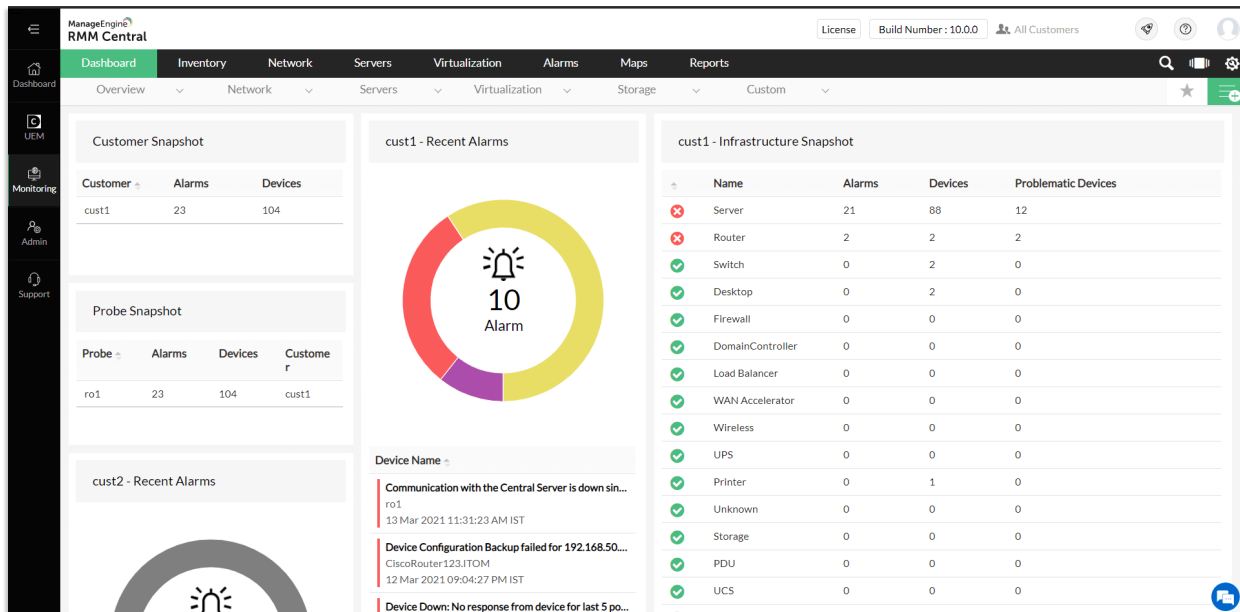 ManageEngine
RMM Central
License
Build Number : 10.0.0
All Customers
Dashboard
Inventory
Network
Servers
Virtualization
Alarms
Maps
Reports
Overview
Network
Servers
Virtualization
Storage
Custom
Dashboard
UEM
Monitoring
Admin
Support
Customer Snapshot
Customer Alarms Devices
cust1 23 104
Probe Snapshot
Probe Alarms Devices Custome
r
ro1 23 104 cust1
cust2 - Recent Alarms
cust1 - Recent Alarms
10
Alarm
Device Name
Communication with the Central Server is down sin...
ro1
13 Mar 2021 11:31:23 AM IST
Device Configuration Backup failed for 192.168.50....
CiscoRouter123.ITOM
12 Mar 2021 09:04:27 PM IST
Device Down: No response from device for last 5 po...
cust1 - Infrastructure Snapshot
Name Alarms Devices Problematic Devices
Server 21 88 12
Router 2 2 2
Switch 0 2 0
Desktop 0 2 0
Firewall 0 0 0
DomainController 0 0 0
Load Balancer 0 0 0
WAN Accelerator 0 0 0
Wireless 0 0 0
UPS 0 0 0
Printer 0 1 0
Unknown 0 0 0
Storage 0 0 0
PDU 0 0 0
UCS 0 0 0